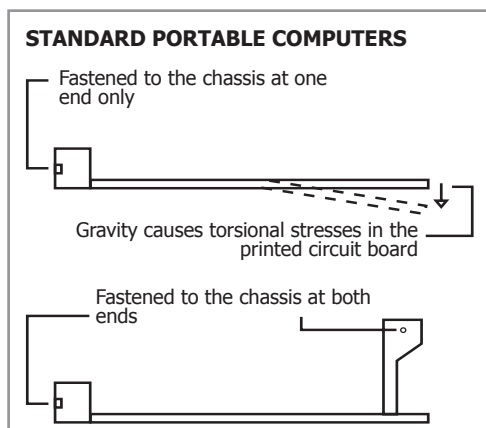 STANDARD PORTABLE COMPUTERS
Fastened to the chassis at one
end only
Gravity causes torsional stresses in the
printed circuit board
Fastened to the chassis at both
ends